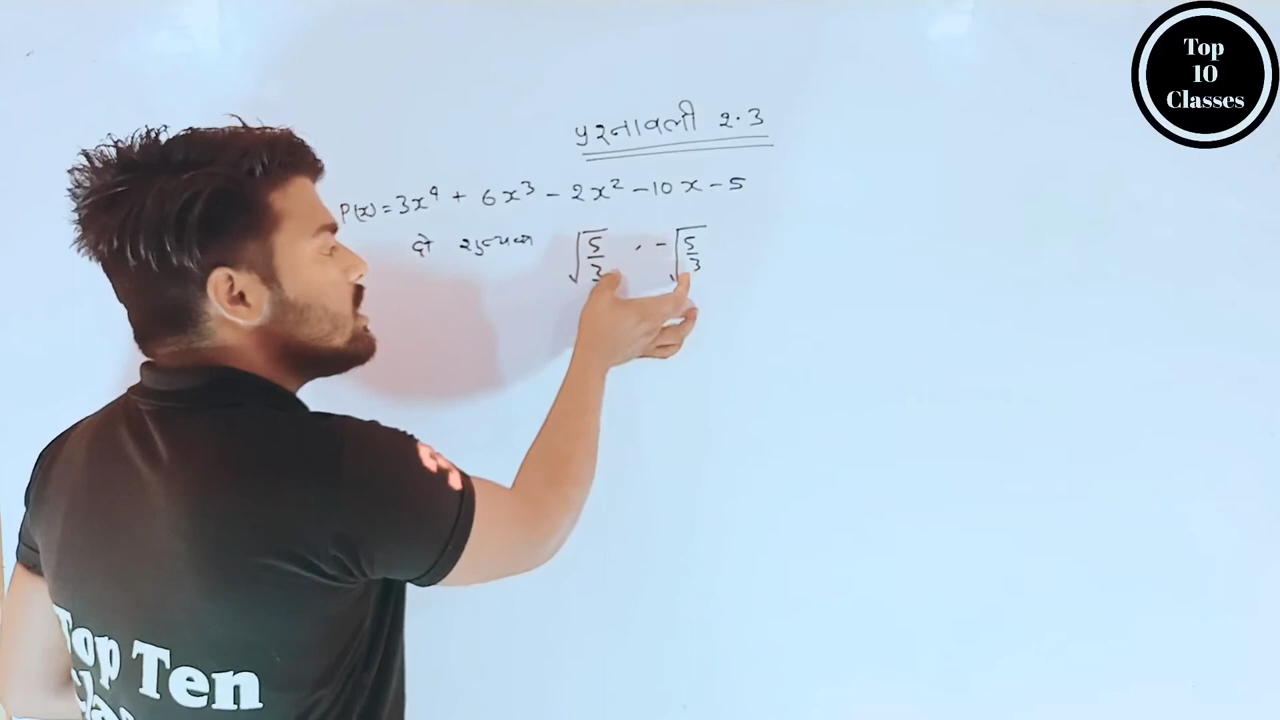 Top
10
Classes
प्रश्नावली 2.3
P(x) = 3x⁴ + 6x³ - 2x² - 10x - 5
दो शून्यक √5/3 , -√5/3
Top Ten